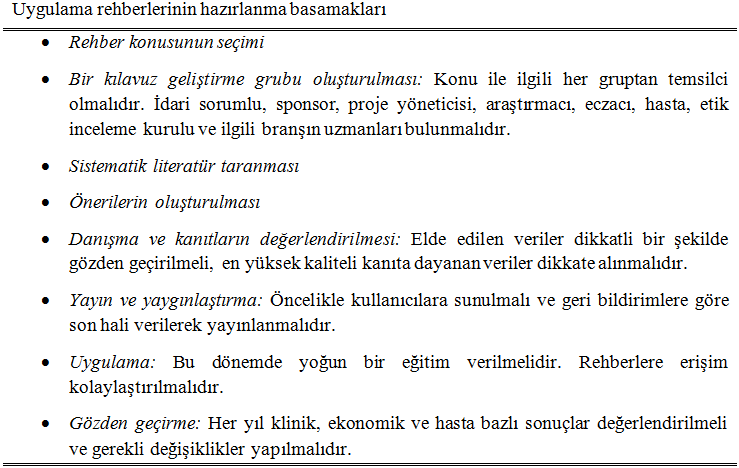 Uygulama rehberlerinin hazırlanma basamakları
• Rehber konusunun seçimi
• Bir kılavuz geliştirme grubu oluşturulması: Konu ile ilgili her gruptan temsilci
olmalıdır. İdari sorumlu, sponsor, proje yöneticisi, araştırmacı, eczacı, hasta, etik
inceleme kurulu ve ilgili branşın uzmanları bulunmalıdır.
• Sistematik literatür taranması
• Önerilerin oluşturulması
• Danışma ve kanıtların değerlendirilmesi: Elde edilen veriler dikkatli bir şekilde
gözden geçirilmeli, en yüksek kaliteli kanıta dayanan veriler dikkate alınmalıdır.
• Yayın ve yaygınlaştırma: Öncelikle kullanıcılara sunulmalı ve geri bildirimlere göre
son hali verilerek yayınlanmalıdır.
• Uygulama: Bu dönemde yoğun bir eğitim verilmelidir. Rehberlere erişim
kolaylaştırılmalıdır.
• Gözden geçirme: Her yıl klinik, ekonomik ve hasta bazlı sonuçlar değerlendirilmeli
ve gerekli değişiklikler yapılmalıdır.